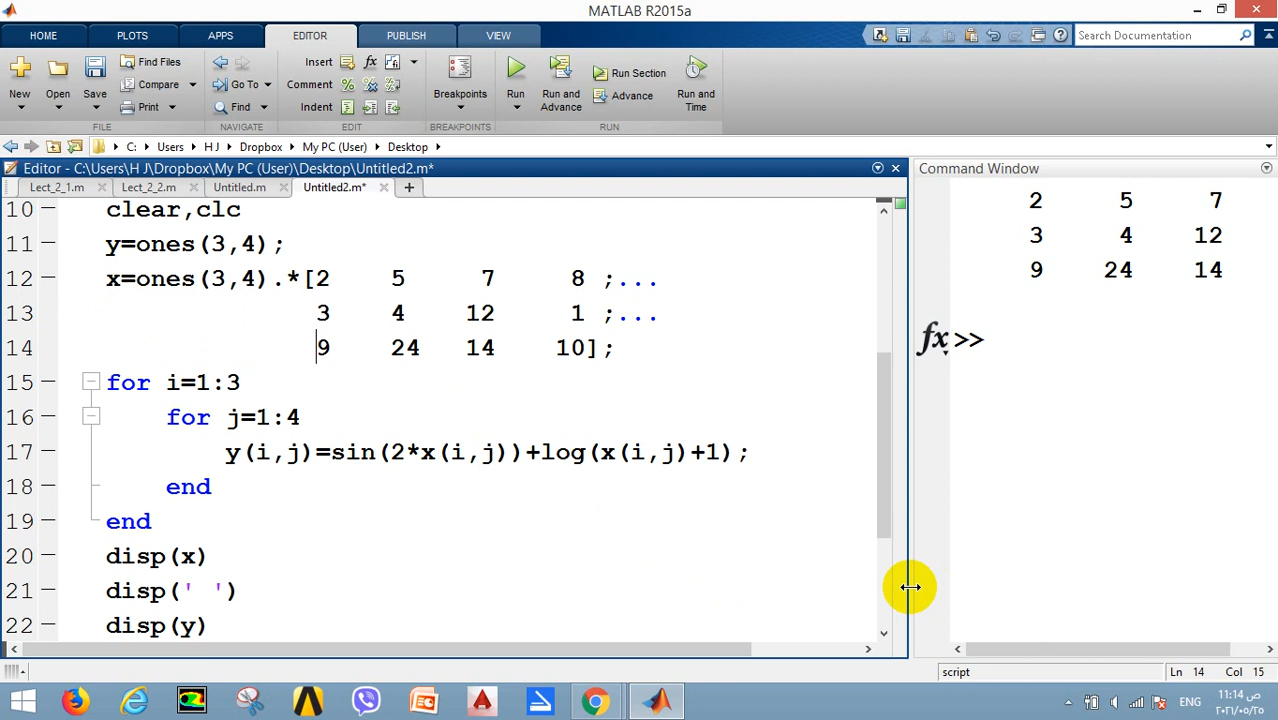 MATLAB R2015a
HOME PLOTS APPS EDITOR PUBLISH VIEW Search Documentation
New Open Save Find Files Compare Print Go To Find Insert fx Comment Indent Breakpoints Run Run and Advance Run Section Advance Run and Time
FILE NAVIGATE EDIT BREAKPOINTS RUN
C: Users H J Dropbox My PC (User) Desktop
Editor - C:\Users\H J\Dropbox\My PC (User)\Desktop\Untitled2.m*
Command Window
Lect_2_1.m Lect_2_2.m Untitled.m Untitled2.m*
10 clear,clc
11 y=ones(3,4);
12 x=ones(3,4).*[2 5 7 8 ;...
13 3 4 12 1 ;...
14 9 24 14 10];
15 for i=1:3
16 for j=1:4
17 y(i,j)=sin(2*x(i,j))+log(x(i,j)+1);
18 end
19 end
20 disp(x)
21 disp(' ')
22 disp(y)
2 5 7
3 4 12
9 24 14
fx >>
script Ln 14 Col 15
ENG
11:14 ص
٢٠٢١/٠٥/٢٥